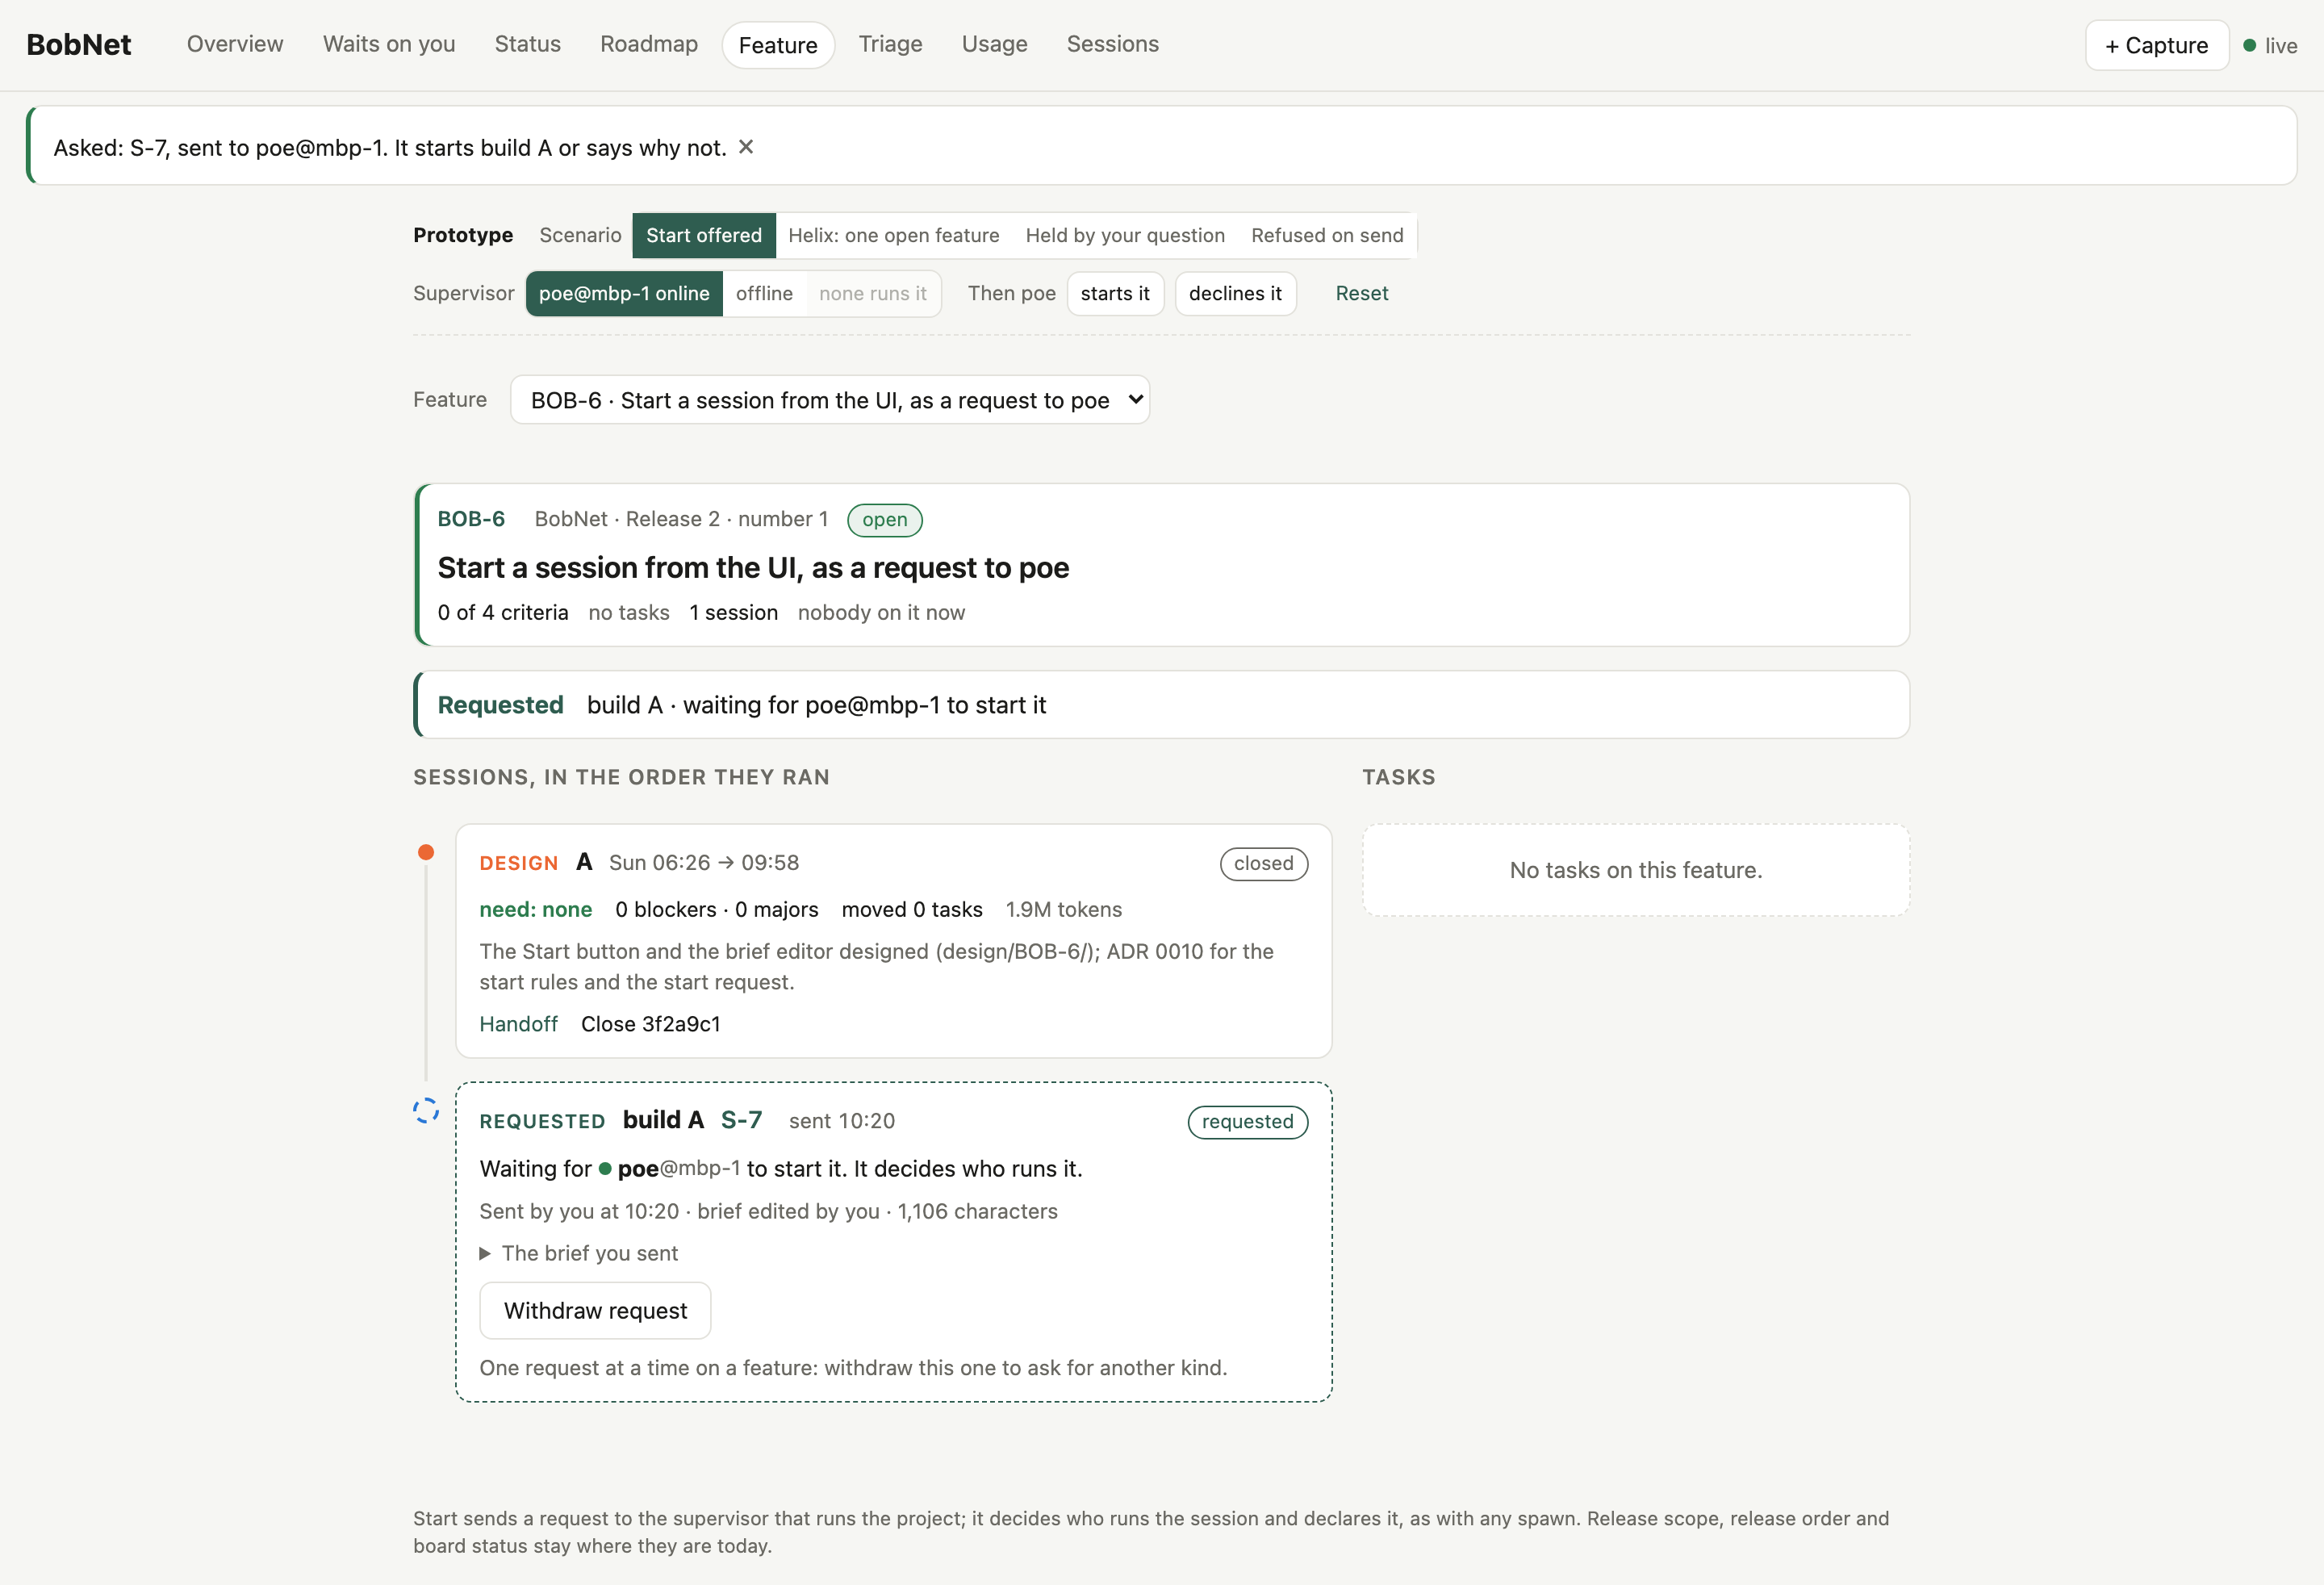 BobNet
Overview
Waits on you
Status
Roadmap
Feature
Triage
Usage
Sessions
+ Capture
live
Asked: S-7, sent to poe@mbp-1. It starts build A or says why not. ✕
Prototype
Scenario
Start offered
Helix: one open feature
Held by your question
Refused on send
Supervisor
poe@mbp-1 online
offline
none runs it
Then poe
starts it
declines it
Reset
Feature
BOB-6 · Start a session from the UI, as a request to poe
BOB-6 BobNet · Release 2 · number 1 open
Start a session from the UI, as a request to poe
0 of 4 criteria no tasks 1 session nobody on it now
Requested build A · waiting for poe@mbp-1 to start it
SESSIONS, IN THE ORDER THEY RAN
DESIGN A Sun 06:26 → 09:58 closed
need: none 0 blockers · 0 majors moved 0 tasks 1.9M tokens
The Start button and the brief editor designed (design/BOB-6/); ADR 0010 for the
start rules and the start request.
Handoff Close 3f2a9c1
REQUESTED build A S-7 sent 10:20 requested
Waiting for poe@mbp-1 to start it. It decides who runs it.
Sent by you at 10:20 · brief edited by you · 1,106 characters
The brief you sent
Withdraw request
One request at a time on a feature: withdraw this one to ask for another kind.
TASKS
No tasks on this feature.
Start sends a request to the supervisor that runs the project; it decides who runs the session and declares it, as with any spawn. Release scope, release order and
board status stay where they are today.